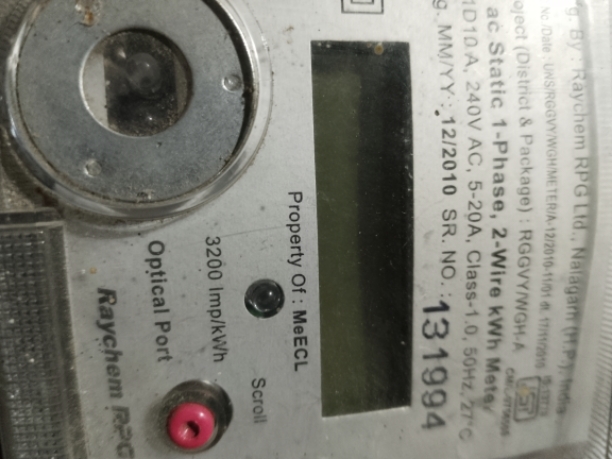 g. By : Raychem RPG Ltd., Nalagarh (H.P.), India
oject (District & Package) : RGGVY/WGH-A
ac Static 1-Phase, 2-Wire kWh Meter
1D10 A, 240V AC, 5-20A, Class-1.0, 50Hz, 27°C
g. MM/YY: 12/2010 SR. NO.: 131994
Property Of : MeECL
3200 Imp/kWh
Scroll
Optical Port
Raychem RPG